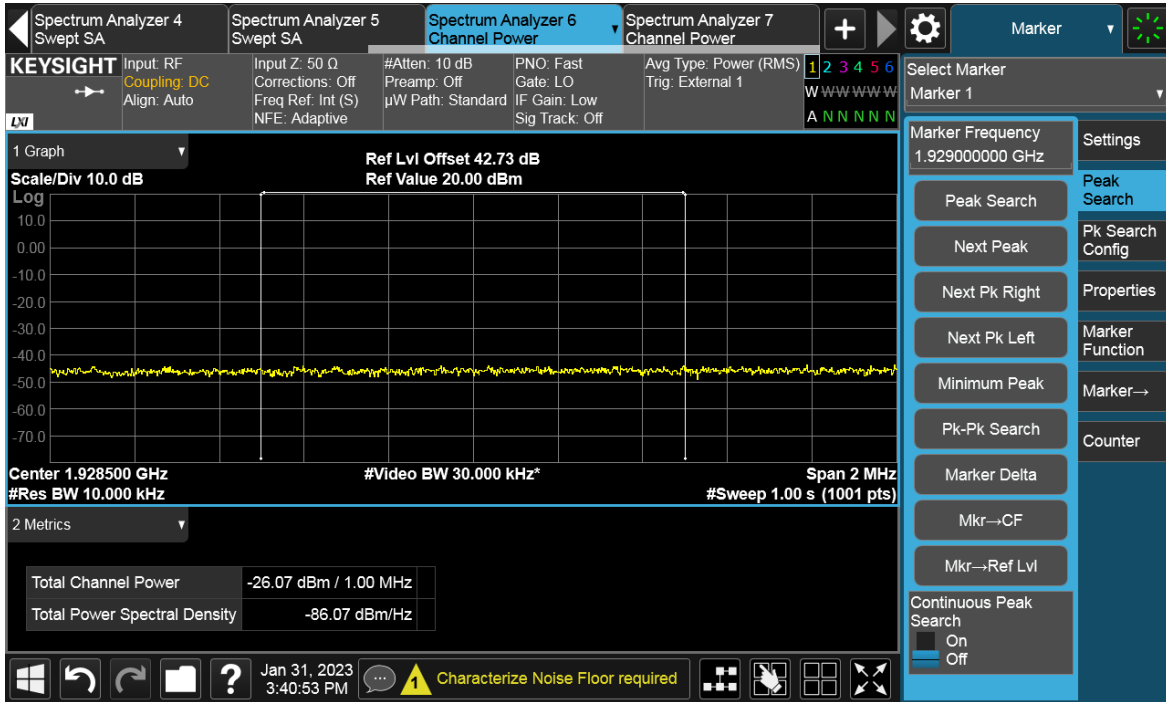 Spectrum Analyzer 4
Swept SA
Spectrum Analyzer 5
Swept SA
Spectrum Analyzer 6
Channel Power
Spectrum Analyzer 7
Channel Power
+
Marker
KEYSIGHT
LXI
Input: RF
Coupling: DC
Align: Auto
Input Z: 50 Ω
Corrections: Off
Freq Ref: Int (S)
NFE: Adaptive
#Atten: 10 dB
Preamp: Off
µW Path: Standard
PNO: Fast
Gate: LO
IF Gain: Low
Sig Track: Off
Avg Type: Power (RMS)
Trig: External 1
1 2 3 4 5 6
W W W W W W
A N N N N N
Select Marker
Marker 1
1 Graph
Scale/Div 10.0 dB
Ref Lvl Offset 42.73 dB
Ref Value 20.00 dBm
Log
10.0
0.00
-10.0
-20.0
-30.0
-40.0
-50.0
-60.0
-70.0
Center 1.928500 GHz
#Res BW 10.000 kHz
#Video BW 30.000 kHz*
Span 2 MHz
#Sweep 1.00 s (1001 pts)
2 Metrics
Total Channel Power -26.07 dBm / 1.00 MHz
Total Power Spectral Density -86.07 dBm/Hz
Marker Frequency
1.929000000 GHz
Peak Search
Next Peak
Next Pk Right
Next Pk Left
Minimum Peak
Pk-Pk Search
Marker Delta
Mkr→CF
Mkr→Ref Lvl
Continuous Peak
Search
On
Off
Settings
Peak
Search
Pk Search
Config
Properties
Marker
Function
Marker→
Counter
?
Jan 31, 2023
3:40:53 PM
1
Characterize Noise Floor required